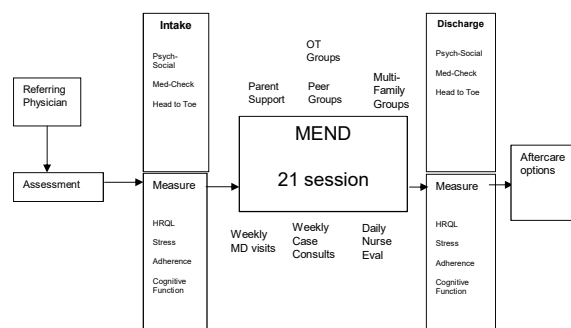 Referring
Physician
Assessment
Intake
Psych-
Social
Med-Check
Head to Toe
Measure
HRQL
Stress
Adherence
Cognitive
Function
OT
Groups
Parent
Support
Peer
Groups
Multi-
Family
Groups
MEND
21 session
Weekly
MD visits
Weekly
Case
Consults
Daily
Nurse
Eval
Discharge
Psych-Social
Med-Check
Head to Toe
Measure
HRQL
Stress
Adherence
Cognitive
Function
Aftercare
options